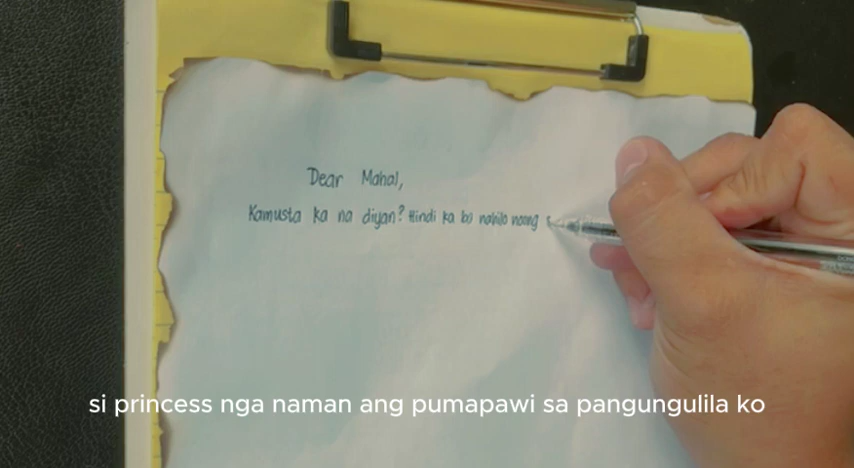 Dear Mahal,
Kamusta ka na diyan? Hindi ka ba nahilo noong
si princess nga naman ang pumapawi sa pangungulila ko